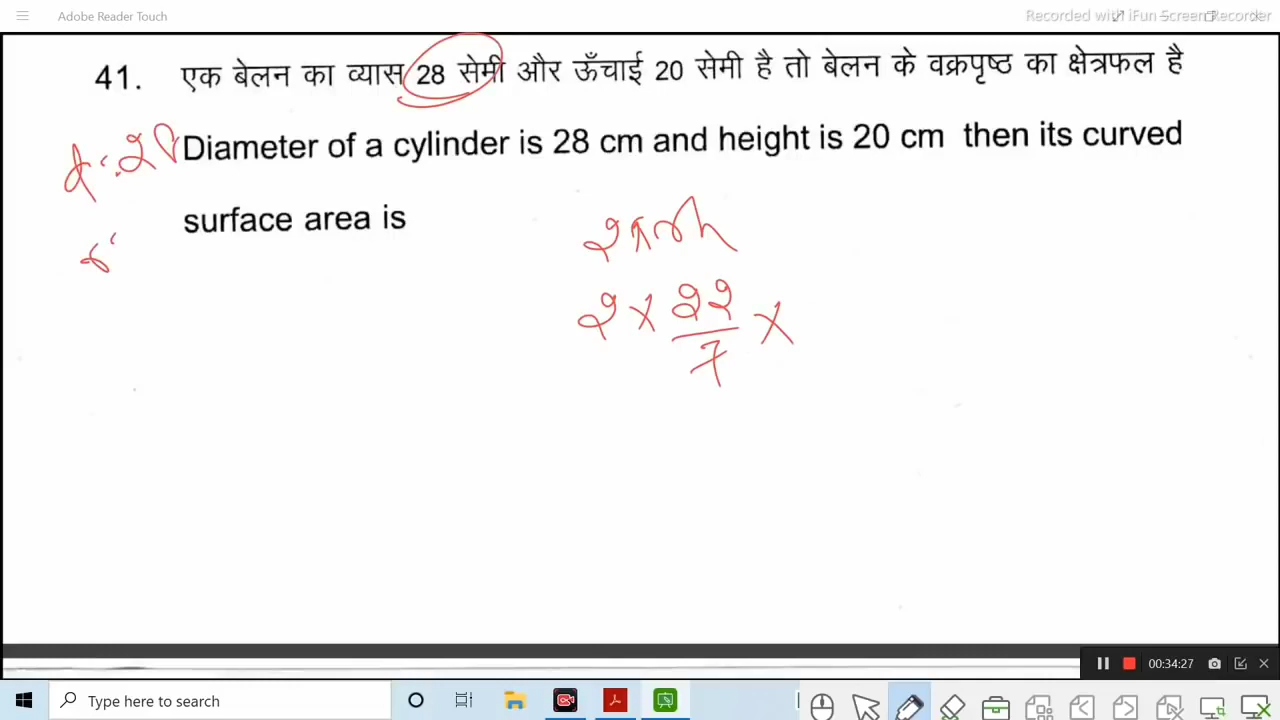 Adobe Reader Touch
Recorded with iFun Screen Recorder
41. एक बेलन का व्यास 28 सेमी और ऊँचाई 20 सेमी है तो बेलन के वक्रपृष्ठ का क्षेत्रफल है
Diameter of a cylinder is 28 cm and height is 20 cm then its curved
surface area is
2πrh
2 × 22/7 ×
00:34:27
Type here to search